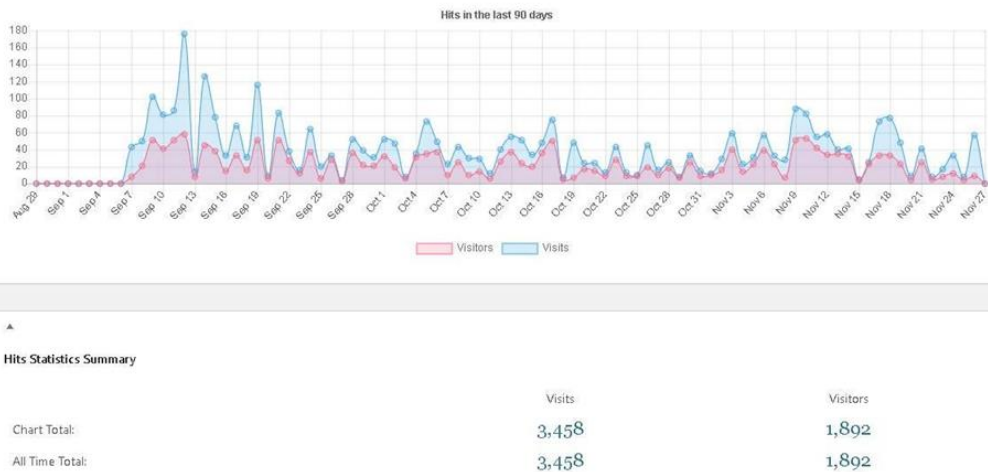 Hits in the last 90 days
180
160
140
120
100
80
60
40
20
0
Aug 29 Sep 1 Sep 4 Sep 7 Sep 10 Sep 13 Sep 16 Sep 19 Sep 22 Sep 25 Sep 28 Oct 1 Oct 4 Oct 7 Oct 10 Oct 13 Oct 16 Oct 19 Oct 22 Oct 25 Oct 28 Oct 31 Nov 3 Nov 6 Nov 9 Nov 12 Nov 15 Nov 18 Nov 21 Nov 24 Nov 27
Visitors Visits
Hits Statistics Summary
Visits Visitors
Chart Total: 3,458 1,892
All Time Total: 3,458 1,892